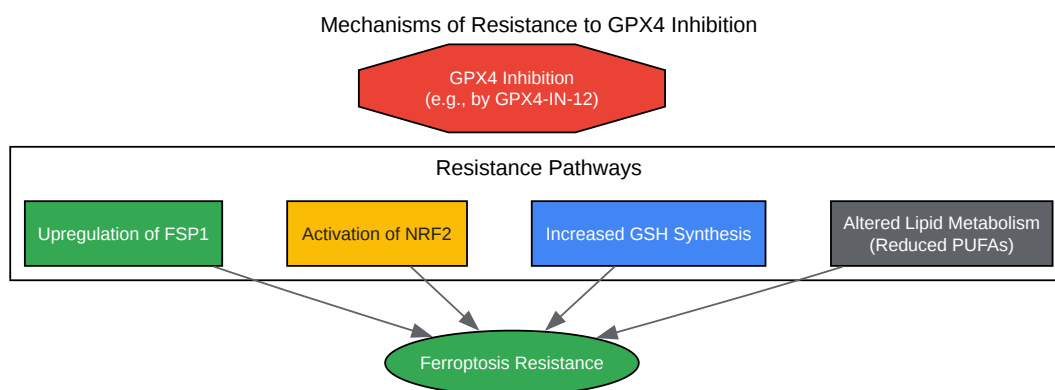 Mechanisms of Resistance to GPX4 Inhibition
GPX4 Inhibition
(e.g., by GPX4-IN-12)
Resistance Pathways
Upregulation of FSP1
Activation of NRF2
Increased GSH Synthesis
Altered Lipid Metabolism
(Reduced PUFAs)
Ferroptosis Resistance